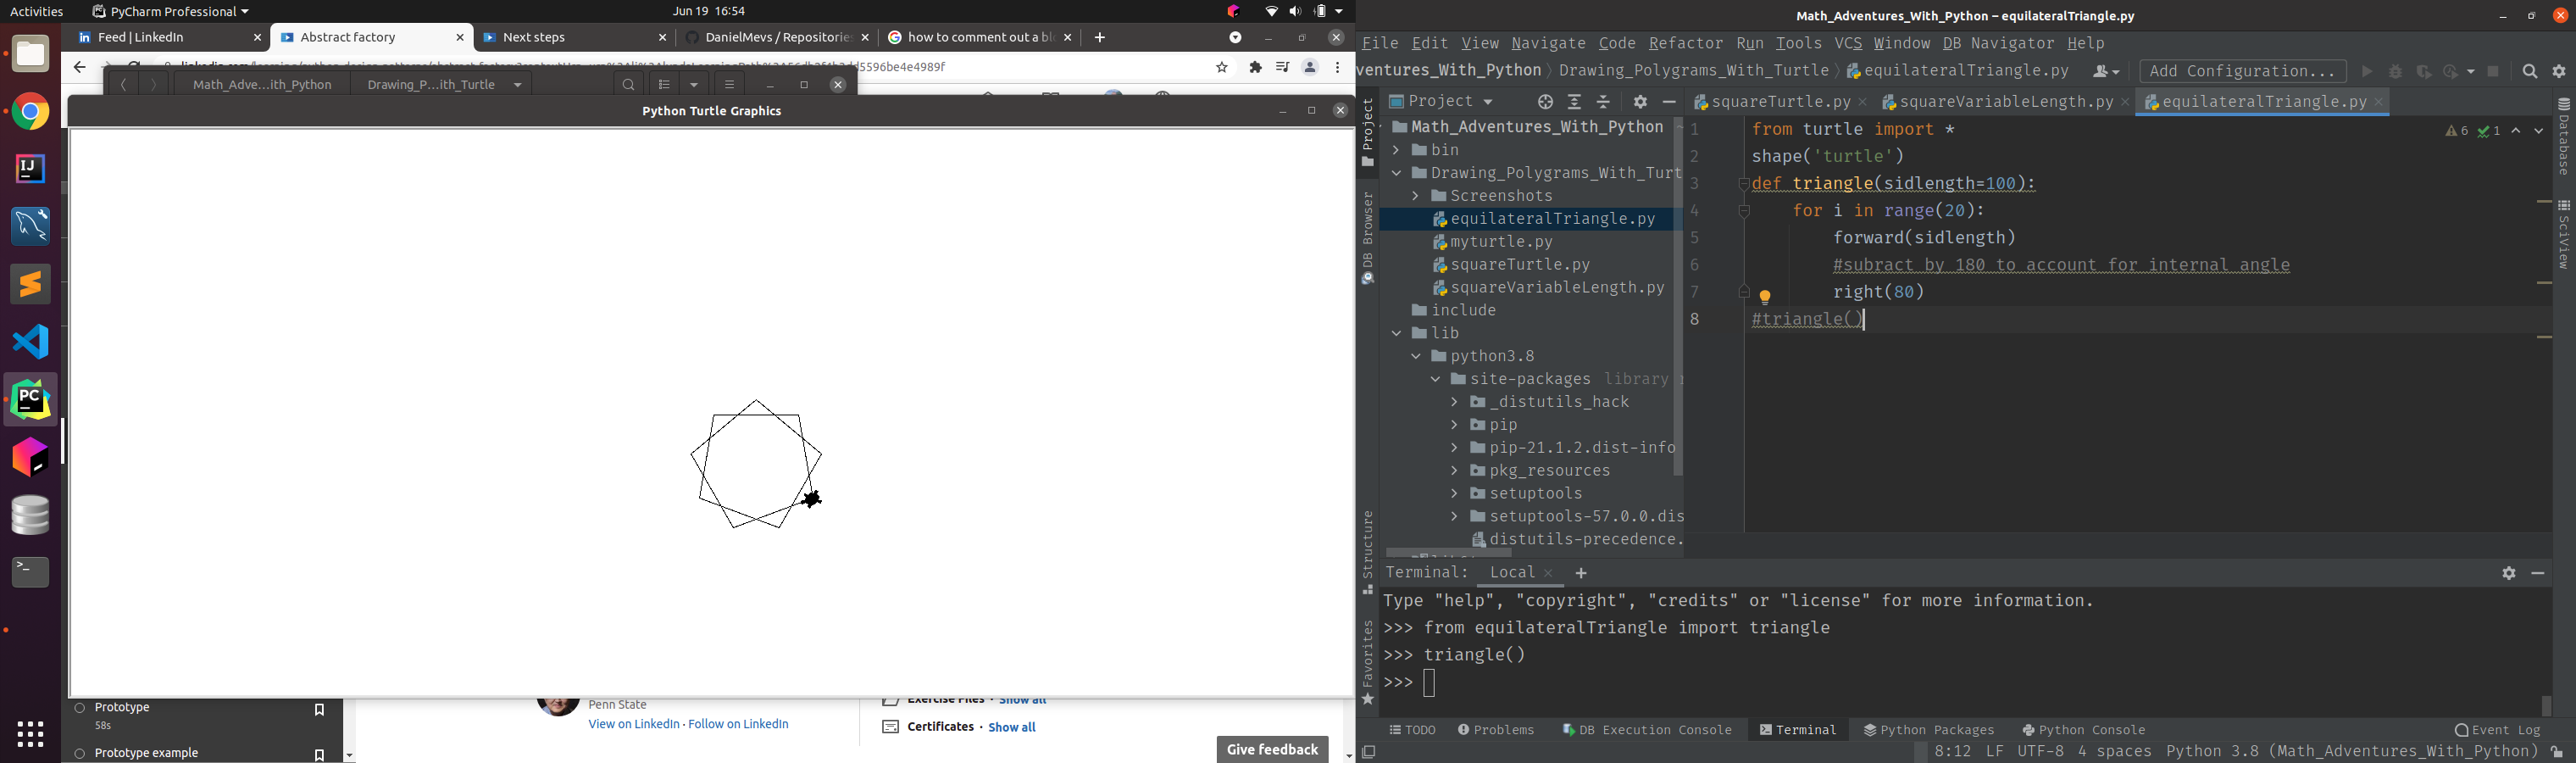 Activities
PyCharm Professional
Jun 19 16:54
Feed | LinkedIn
Abstract factory
Next steps
DanielMevs / Repositories
how to comment out a blo
Math_Adve...ith_Python
Drawing_P...ith_Turtle
5596be4e4989f
Python Turtle Graphics
Prototype
58s
Prototype example
Penn State
View on LinkedIn · Follow on LinkedIn
Exercise Files · Show all
Certificates · Show all
Give feedback
Math_Adventures_With_Python – equilateralTriangle.py
File Edit View Navigate Code Refactor Run Tools VCS Window DB Navigator Help
ventures_With_Python
Drawing_Polygrams_With_Turtle
equilateralTriangle.py
Add Configuration...
Project
squareTurtle.py
squareVariableLength.py
equilateralTriangle.py
Project
DB Browser
Structure
Favorites
Math_Adventures_With_Python
bin
Drawing_Polygrams_With_Turt
Screenshots
equilateralTriangle.py
myturtle.py
squareTurtle.py
squareVariableLength.py
include
lib
python3.8
site-packages library
_distutils_hack
pip
pip-21.1.2.dist-info
pkg_resources
setuptools
setuptools-57.0.0.dis
distutils-precedence.
1 from turtle import *
2 shape('turtle')
3 def triangle(sidlength=100):
4 for i in range(20):
5 forward(sidlength)
6 #subract by 180 to account for internal angle
7 right(80)
8 #triangle()
6 1
Database
SciView
Terminal: Local
Type "help", "copyright", "credits" or "license" for more information.
>>> from equilateralTriangle import triangle
>>> triangle()
>>>
TODO Problems DB Execution Console Terminal Python Packages Python Console Event Log
8:12 LF UTF-8 4 spaces Python 3.8 (Math_Adventures_With_Python)